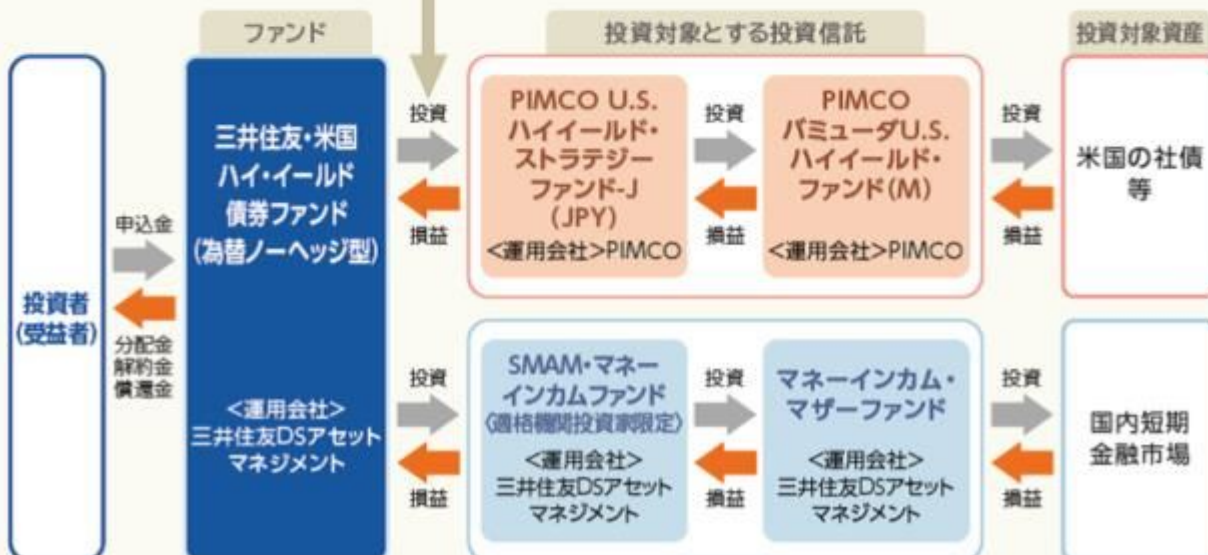 ファンド
投資対象とする投資信託
投資対象資産
投資者
(受益者)
申込金
分配金
解約金
償還金
三井住友・米国
ハイ・イールド
債券ファンド
(為替ノーヘッジ型)
<運用会社>
三井住友DSアセット
マネジメント
投資
損益
PIMCO U.S.
ハイイールド・
ストラテジー
ファンド-J
(JPY)
<運用会社>PIMCO
投資
損益
PIMCO
バミューダU.S.
ハイイールド・
ファンド(M)
<運用会社>PIMCO
投資
損益
米国の社債
等
投資
損益
SMAM・マネー
インカムファンド
<適格機関投資家限定>
<運用会社>
三井住友DSアセット
マネジメント
投資
損益
マネーインカム・
マザーファンド
<運用会社>
三井住友DSアセット
マネジメント
投資
損益
国内短期
金融市場